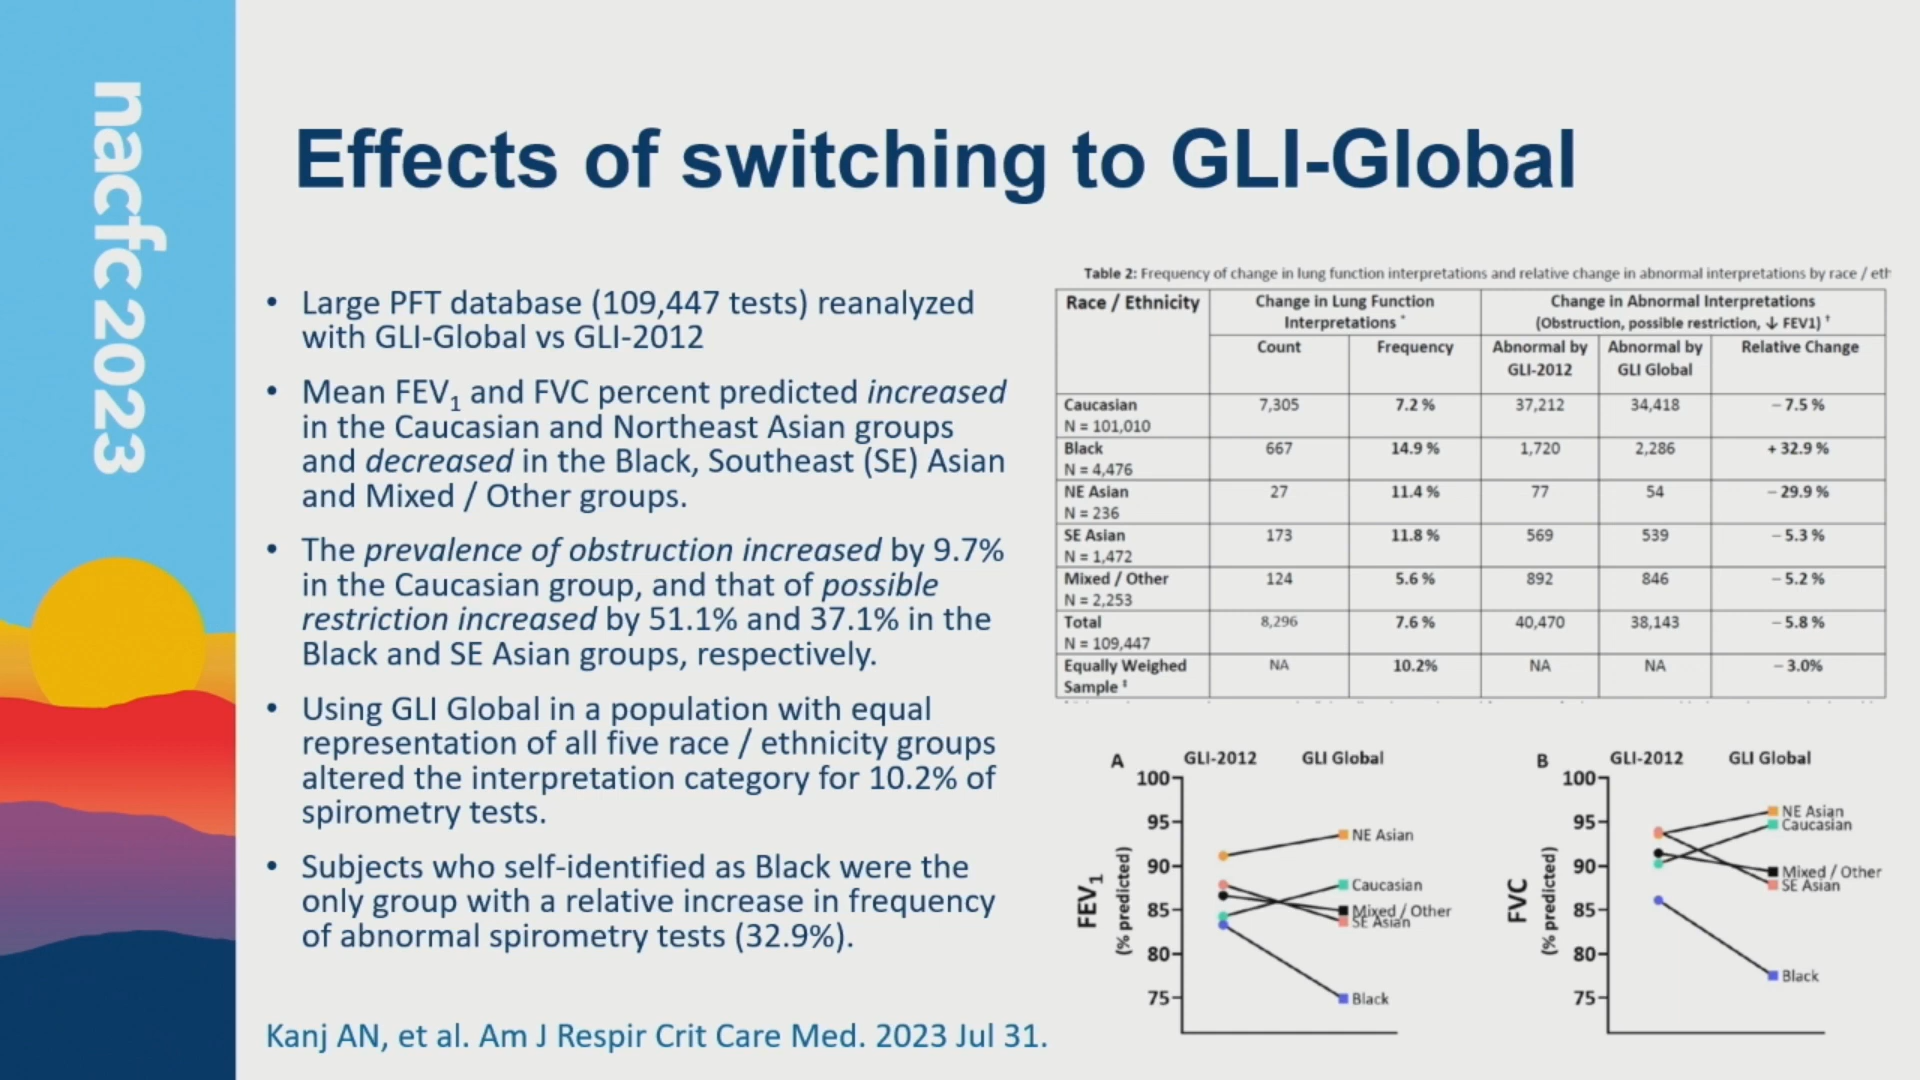 nacfc 2023
Effects of switching to GLI-Global
• Large PFT database (109,447 tests) reanalyzed
with GLI-Global vs GLI-2012
• Mean FEV1 and FVC percent predicted increased
in the Caucasian and Northeast Asian groups
and decreased in the Black, Southeast (SE) Asian
and Mixed / Other groups.
• The prevalence of obstruction increased by 9.7%
in the Caucasian group, and that of possible
restriction increased by 51.1% and 37.1% in the
Black and SE Asian groups, respectively.
• Using GLI Global in a population with equal
representation of all five race / ethnicity groups
altered the interpretation category for 10.2% of
spirometry tests.
• Subjects who self-identified as Black were the
only group with a relative increase in frequency
of abnormal spirometry tests (32.9%).
Kanj AN, et al. Am J Respir Crit Care Med. 2023 Jul 31.
Table 2: Frequency of change in lung function interpretations and relative change in abnormal interpretations by race / eth
Race / Ethnicity Change in Lung Function Change in Abnormal Interpretations
Interpretations * (Obstruction, possible restriction, ↓ FEV1) †
Count Frequency Abnormal by Abnormal by Relative Change
GLI-2012 GLI Global
Caucasian 7,305 7.2 % 37,212 34,418 – 7.5 %
N = 101,010
Black 667 14.9 % 1,720 2,286 + 32.9 %
N = 4,476
NE Asian 27 11.4 % 77 54 – 29.9 %
N = 236
SE Asian 173 11.8 % 569 539 – 5.3 %
N = 1,472
Mixed / Other 124 5.6 % 892 846 – 5.2 %
N = 2,253
Total 8,296 7.6 % 40,470 38,143 – 5.8 %
N = 109,447
Equally Weighed NA 10.2% NA NA – 3.0%
Sample ‡
A GLI-2012 GLI Global
100
95
90
85
80
75
FEV1
(% predicted)
NE Asian
Caucasian
Mixed / Other
SE Asian
Black
B GLI-2012 GLI Global
100
95
90
85
80
75
FVC
(% predicted)
NE Asian
Caucasian
Mixed / Other
SE Asian
Black